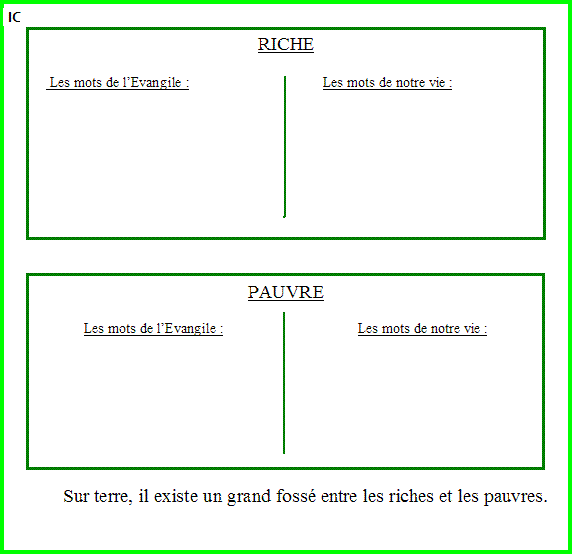 IC
RICHE
Les mots de l’Evangile : Les mots de notre vie :
PAUVRE
Les mots de l’Evangile : Les mots de notre vie :
Sur terre, il existe un grand fossé entre les riches et les pauvres.